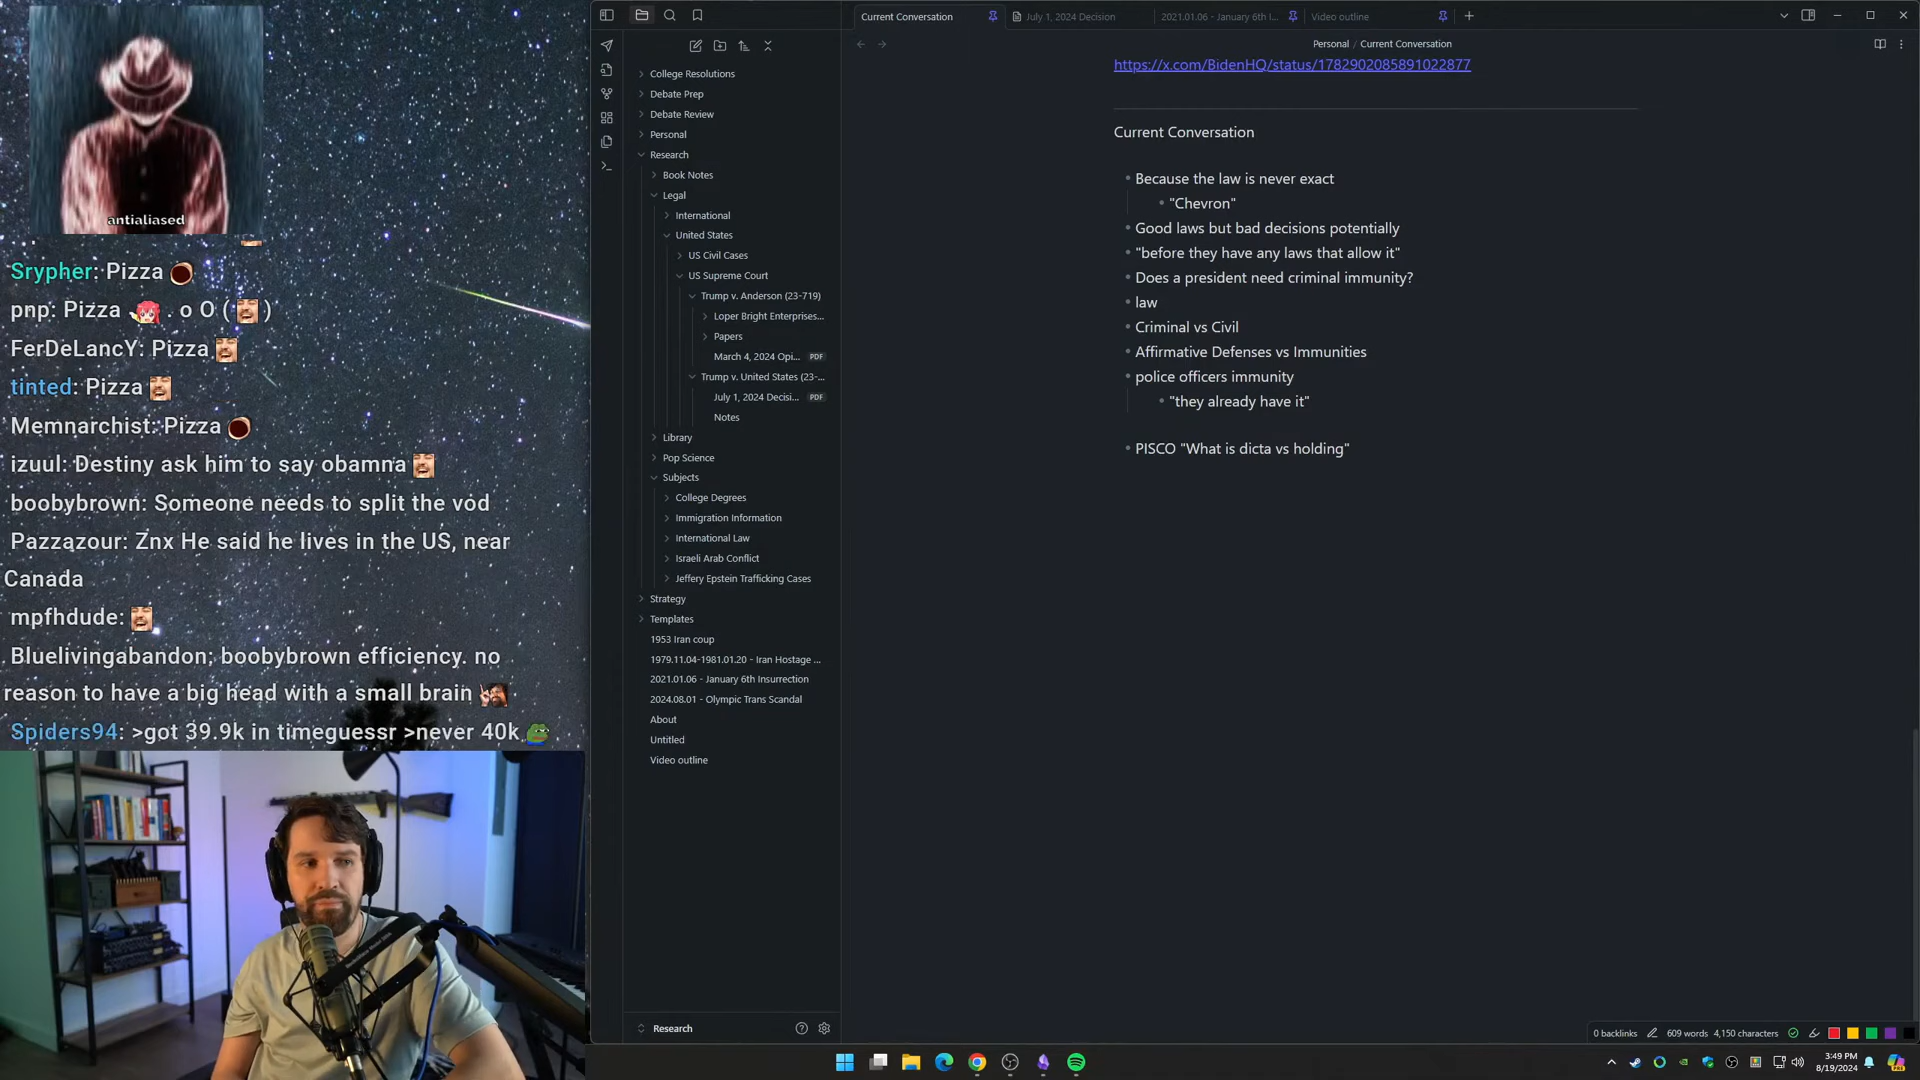 antialiased
Srypher: Pizza
pnp: Pizza . o O ( )
FerDeLancY: Pizza
tinted: Pizza
Memnarchist: Pizza
izuul: Destiny ask him to say obamna
boobybrown: Someone needs to split the vod
Pazzazour: Znx He said he lives in the US, near
Canada
mpfhdude:
Bluelivingabandon; boobybrown efficiency. no
reason to have a big head with a small brain
Spiders94: >got 39.9k in timeguessr >never 40k
College Resolutions
Debate Prep
Debate Review
Personal
Research
Book Notes
Legal
International
United States
US Civil Cases
US Supreme Court
Trump v. Anderson (23-719)
Loper Bright Enterprises...
Papers
March 4, 2024 Opi... PDF
Trump v. United States (23-...
July 1, 2024 Decisi... PDF
Notes
Library
Pop Science
Subjects
College Degrees
Immigration Information
International Law
Israeli Arab Conflict
Jeffery Epstein Trafficking Cases
Strategy
Templates
1953 Iran coup
1979.11.04-1981.01.20 - Iran Hostage ...
2021.01.06 - January 6th Insurrection
2024.08.01 - Olympic Trans Scandal
About
Untitled
Video outline
Research
Current Conversation
July 1, 2024 Decision
2021.01.06 - January 6th I...
Video outline
Personal / Current Conversation
https://x.com/BidenHQ/status/1782902085891022877
Current Conversation
Because the law is never exact
"Chevron"
Good laws but bad decisions potentially
"before they have any laws that allow it"
Does a president need criminal immunity?
law
Criminal vs Civil
Affirmative Defenses vs Immunities
police officers immunity
"they already have it"
PISCO "What is dicta vs holding"
0 backlinks 609 words 4,150 characters
3:49 PM
8/19/2024